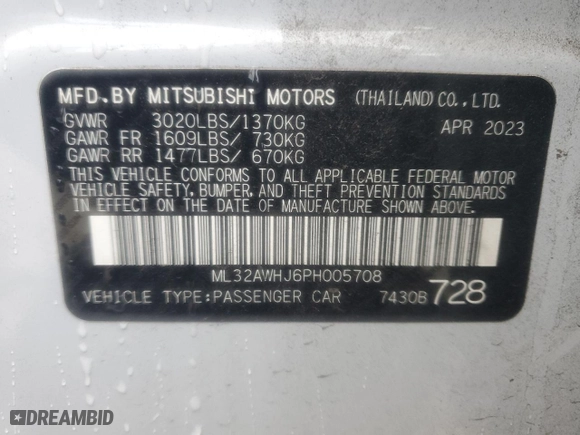 MFD. BY MITSUBISHI MOTORS (THAILAND) CO., LTD.
GVWR 3020LBS/1370KG APR 2023
GAWR FR 1609LBS/ 730KG
GAWR RR 1477LBS/ 670KG
THIS VEHICLE CONFORMS TO ALL APPLICABLE FEDERAL MOTOR
VEHICLE SAFETY, BUMPER, AND THEFT PREVENTION STANDARDS
IN EFFECT ON THE DATE OF MANUFACTURE SHOWN ABOVE.
ML32AWHJ6PH005708
VEHICLE TYPE:PASSENGER CAR 7430B 728
DREAMBID